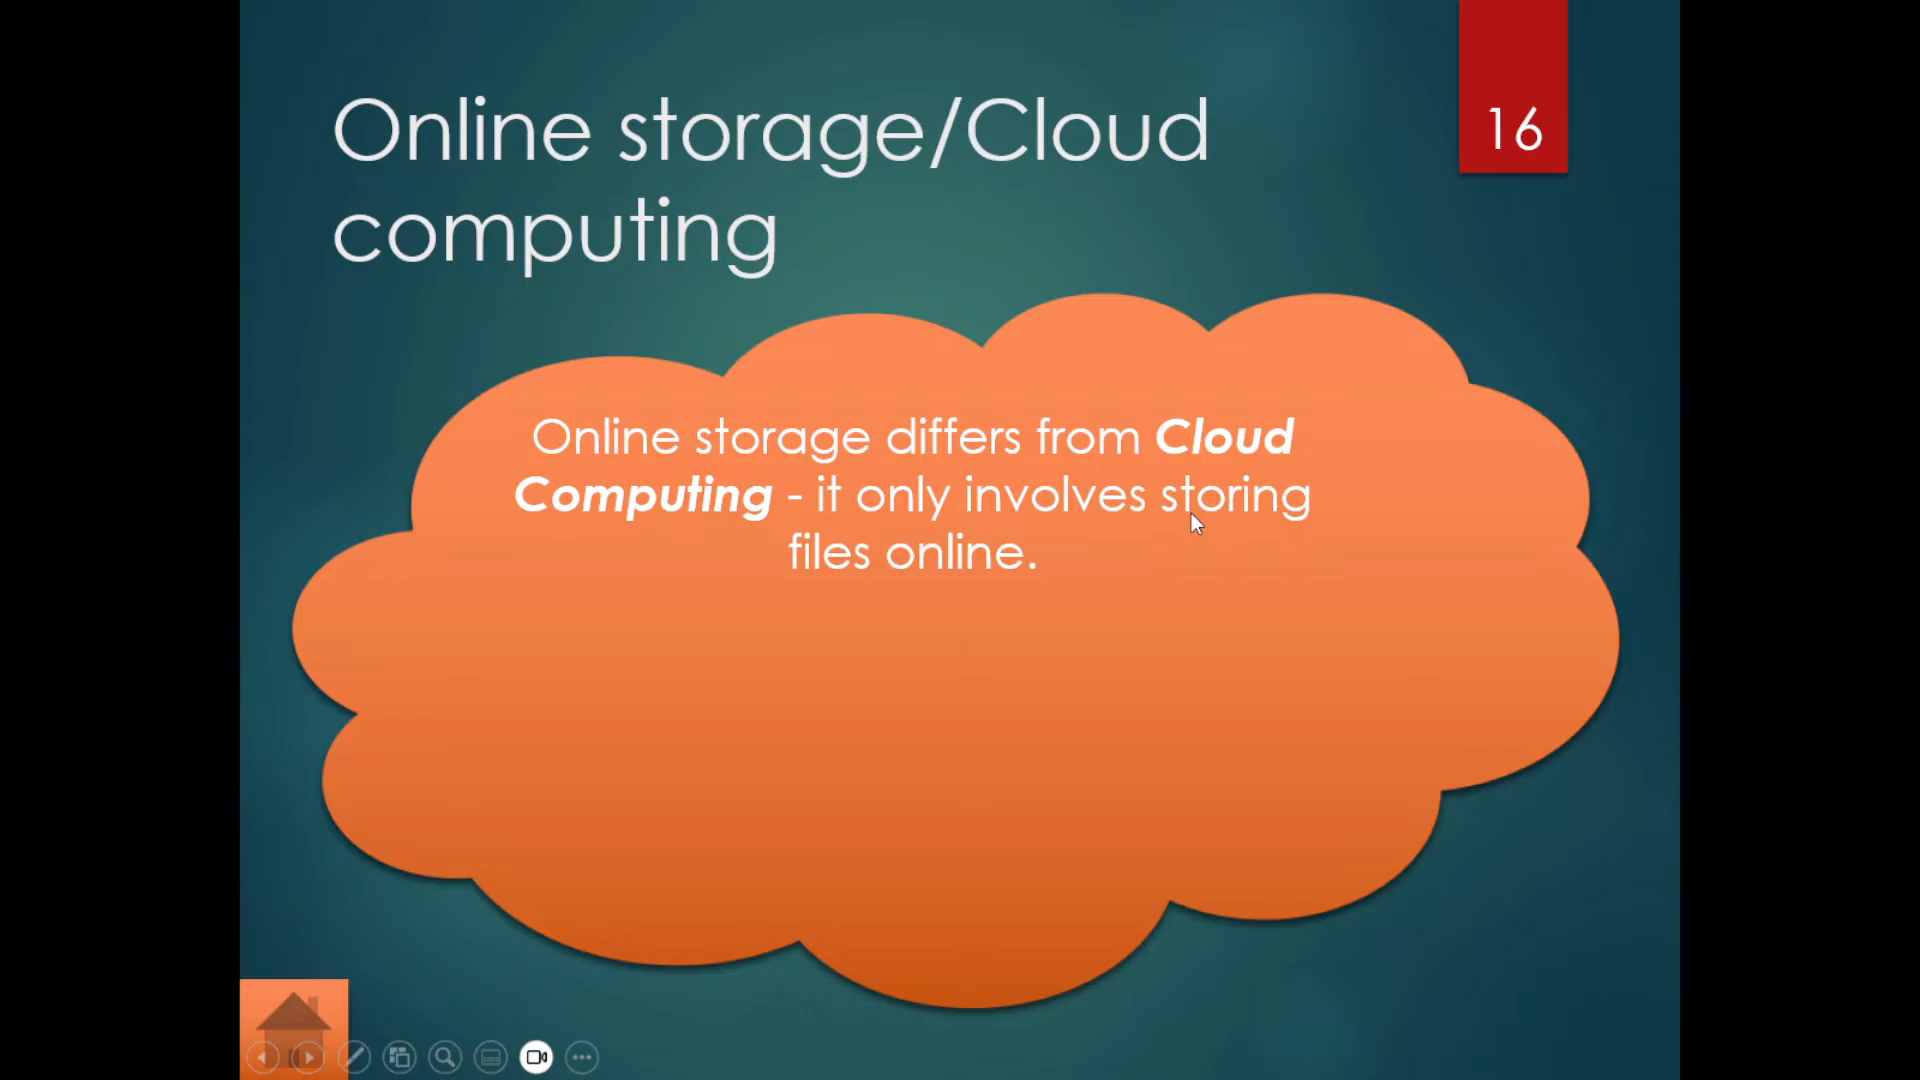 Online storage/Cloud
computing
16
Online storage differs from Cloud
Computing - it only involves storing
files online.